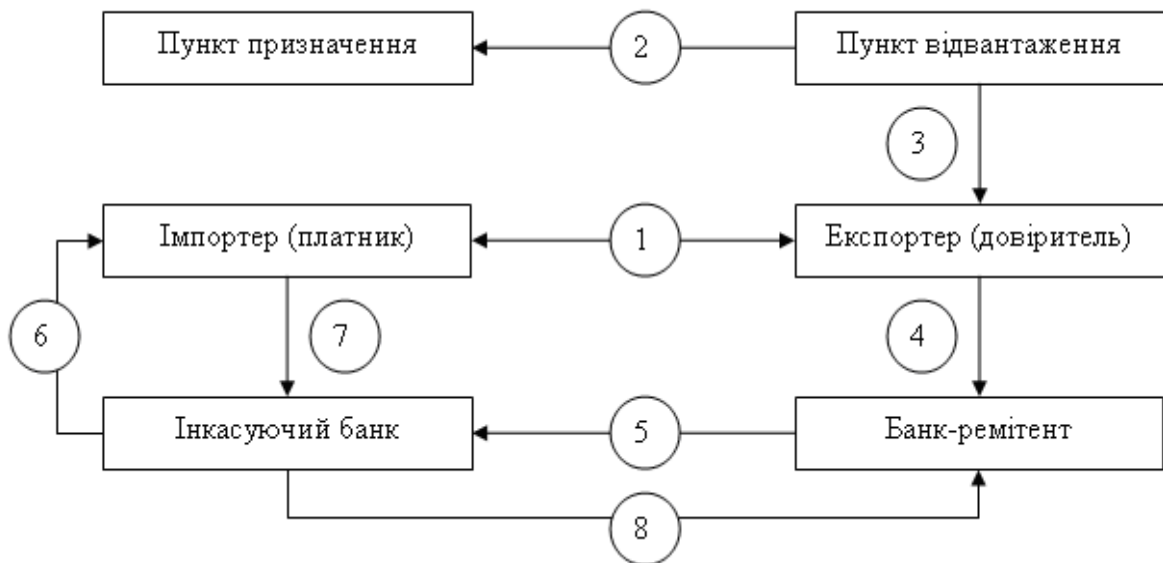 Пункт призначення
2
Пункт відвантаження
3
Імпортер (платник)
1
Експортер (довіритель)
6
7
4
Інкасуючий банк
5
Банк-ремітент
8